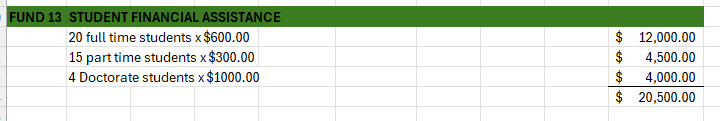 FUND 13 STUDENT FINANCIAL ASSISTANCE
20 full time students x $600.00 $ 12,000.00
15 part time students x $300.00 $ 4,500.00
4 Doctorate students x $1000.00 $ 4,000.00
$ 20,500.00